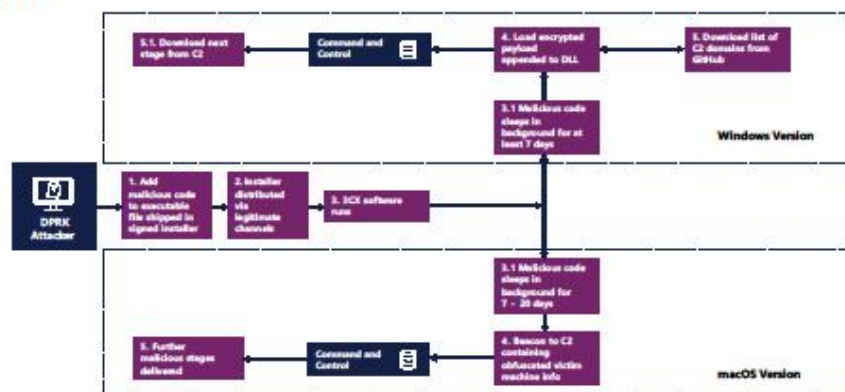 5.1. Download next
stage from C2
Command and
Control
4. Load encrypted
payload
appended to DLL
5. Download list of
C2 domains from
GitHub
3.1 Malicious code
sleeps in
background for at
least 7 days
Windows Version
DPRK
Attacker
1. Add
malicious code
to executable
file shipped in
signed installer
2. Installer
distributed
via
legitimate
channels
3. 3CX software
runs
3.1 Malicious code
sleeps in
background for
7 - 20 days
5. Further
malicious stages
delivered
Command and
Control
4. Beacon to C2
containing
obfuscated victim
machine info
macOS Version